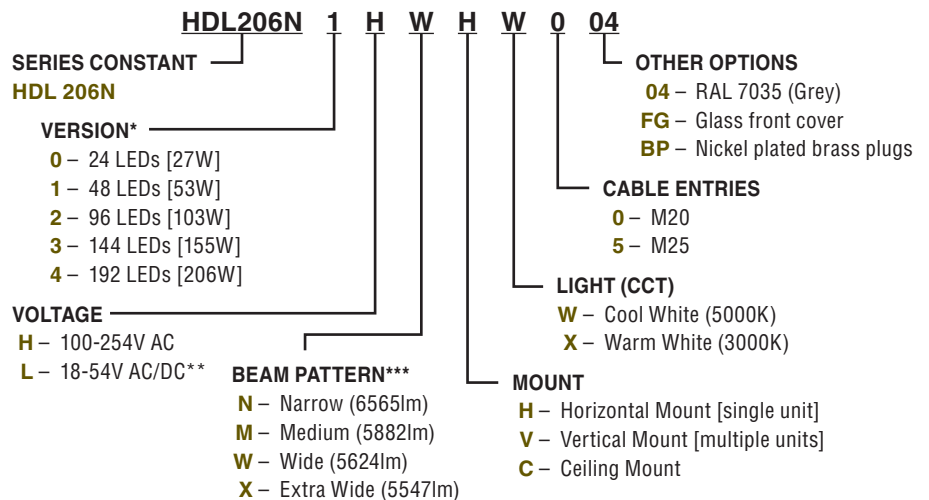 HDL206N 1 H W H W 0 04
SERIES CONSTANT
HDL 206N
VERSION*
0 – 24 LEDs [27W]
1 – 48 LEDs [53W]
2 – 96 LEDs [103W]
3 – 144 LEDs [155W]
4 – 192 LEDs [206W]
VOLTAGE
H – 100-254V AC
L – 18-54V AC/DC**
BEAM PATTERN***
N – Narrow (6565lm)
M – Medium (5882lm)
W – Wide (5624lm)
X – Extra Wide (5547lm)
MOUNT
H – Horizontal Mount [single unit]
V – Vertical Mount [multiple units]
C – Ceiling Mount
LIGHT (CCT)
W – Cool White (5000K)
X – Warm White (3000K)
CABLE ENTRIES
0 – M20
5 – M25
OTHER OPTIONS
04 – RAL 7035 (Grey)
FG – Glass front cover
BP – Nickel plated brass plugs